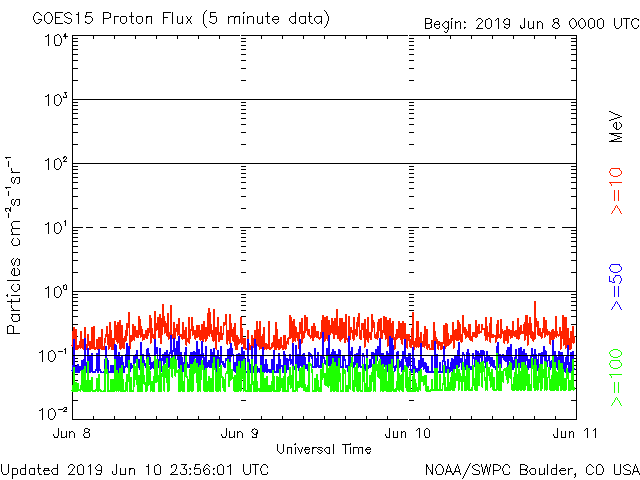 GOES15 Proton Flux (5 minute data)
Begin: 2019 Jun 8 0000 UTC
10⁴
10³
10²
10¹
10⁰
10⁻¹
10⁻²
Particles cm⁻²s⁻¹sr⁻¹
MeV
>=10
>=50
>=100
Jun 8
Jun 9
Jun 10
Jun 11
Universal Time
Updated 2019 Jun 10 23:56:01 UTC
NOAA/SWPC Boulder, CO USA